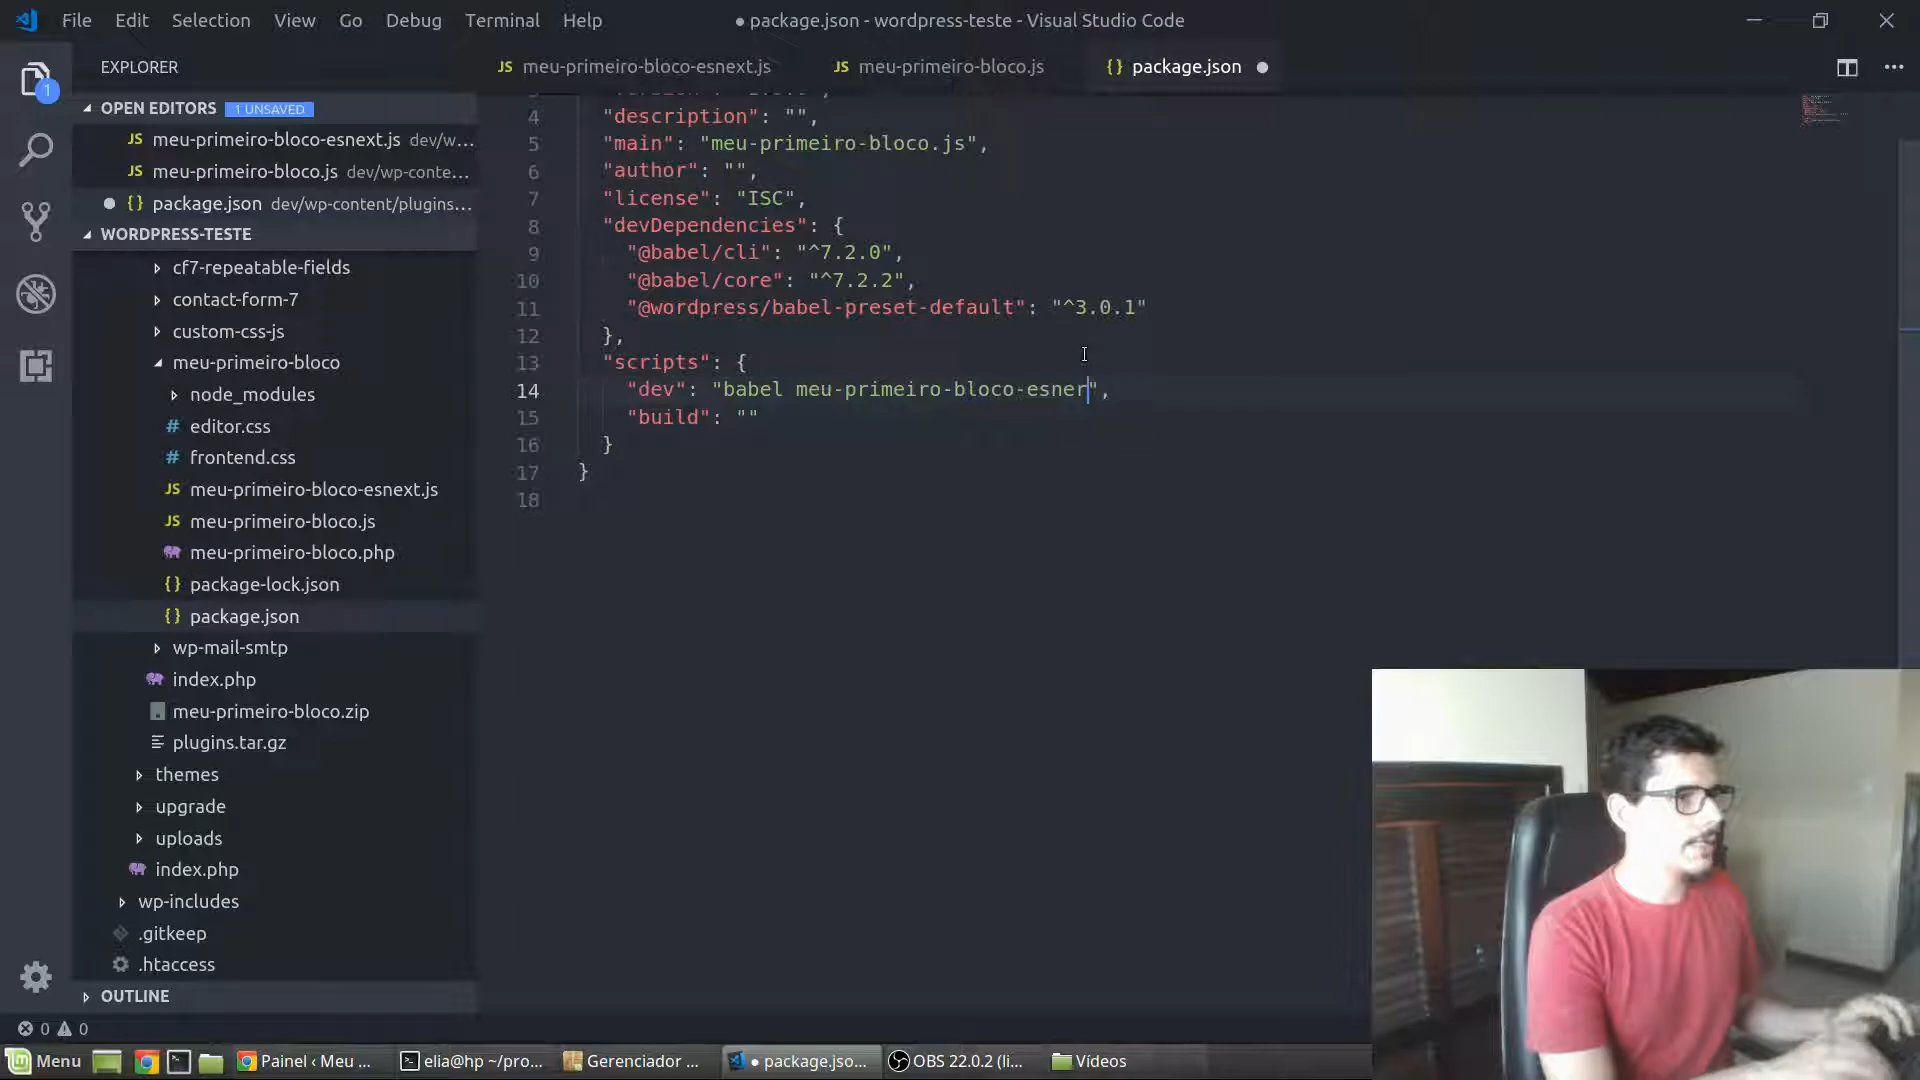 File Edit Selection View Go Debug Terminal Help
● package.json - wordpress-teste - Visual Studio Code
EXPLORER
1
OPEN EDITORS 1 UNSAVED
JS meu-primeiro-bloco-esnext.js dev/w...
JS meu-primeiro-bloco.js dev/wp-conte...
{} package.json dev/wp-content/plugins...
WORDPRESS-TESTE
cf7-repeatable-fields
contact-form-7
custom-css-js
meu-primeiro-bloco
node_modules
# editor.css
# frontend.css
JS meu-primeiro-bloco-esnext.js
JS meu-primeiro-bloco.js
meu-primeiro-bloco.php
{} package-lock.json
{} package.json
wp-mail-smtp
index.php
meu-primeiro-bloco.zip
plugins.tar.gz
themes
upgrade
uploads
index.php
wp-includes
.gitkeep
.htaccess
OUTLINE
JS meu-primeiro-bloco-esnext.js JS meu-primeiro-bloco.js {} package.json ●
4 "description": "",
5 "main": "meu-primeiro-bloco.js",
6 "author": "",
7 "license": "ISC",
8 "devDependencies": {
9 "@babel/cli": "^7.2.0",
10 "@babel/core": "^7.2.2",
11 "@wordpress/babel-preset-default": "^3.0.1"
12 },
13 "scripts": {
14 "dev": "babel meu-primeiro-bloco-esner",
15 "build": ""
16 }
17 }
18
0 0
Menu Painel ‹ Meu ... elia@hp ~/pro... Gerenciador ... ● package.jso... OBS 22.0.2 (li... Vídeos